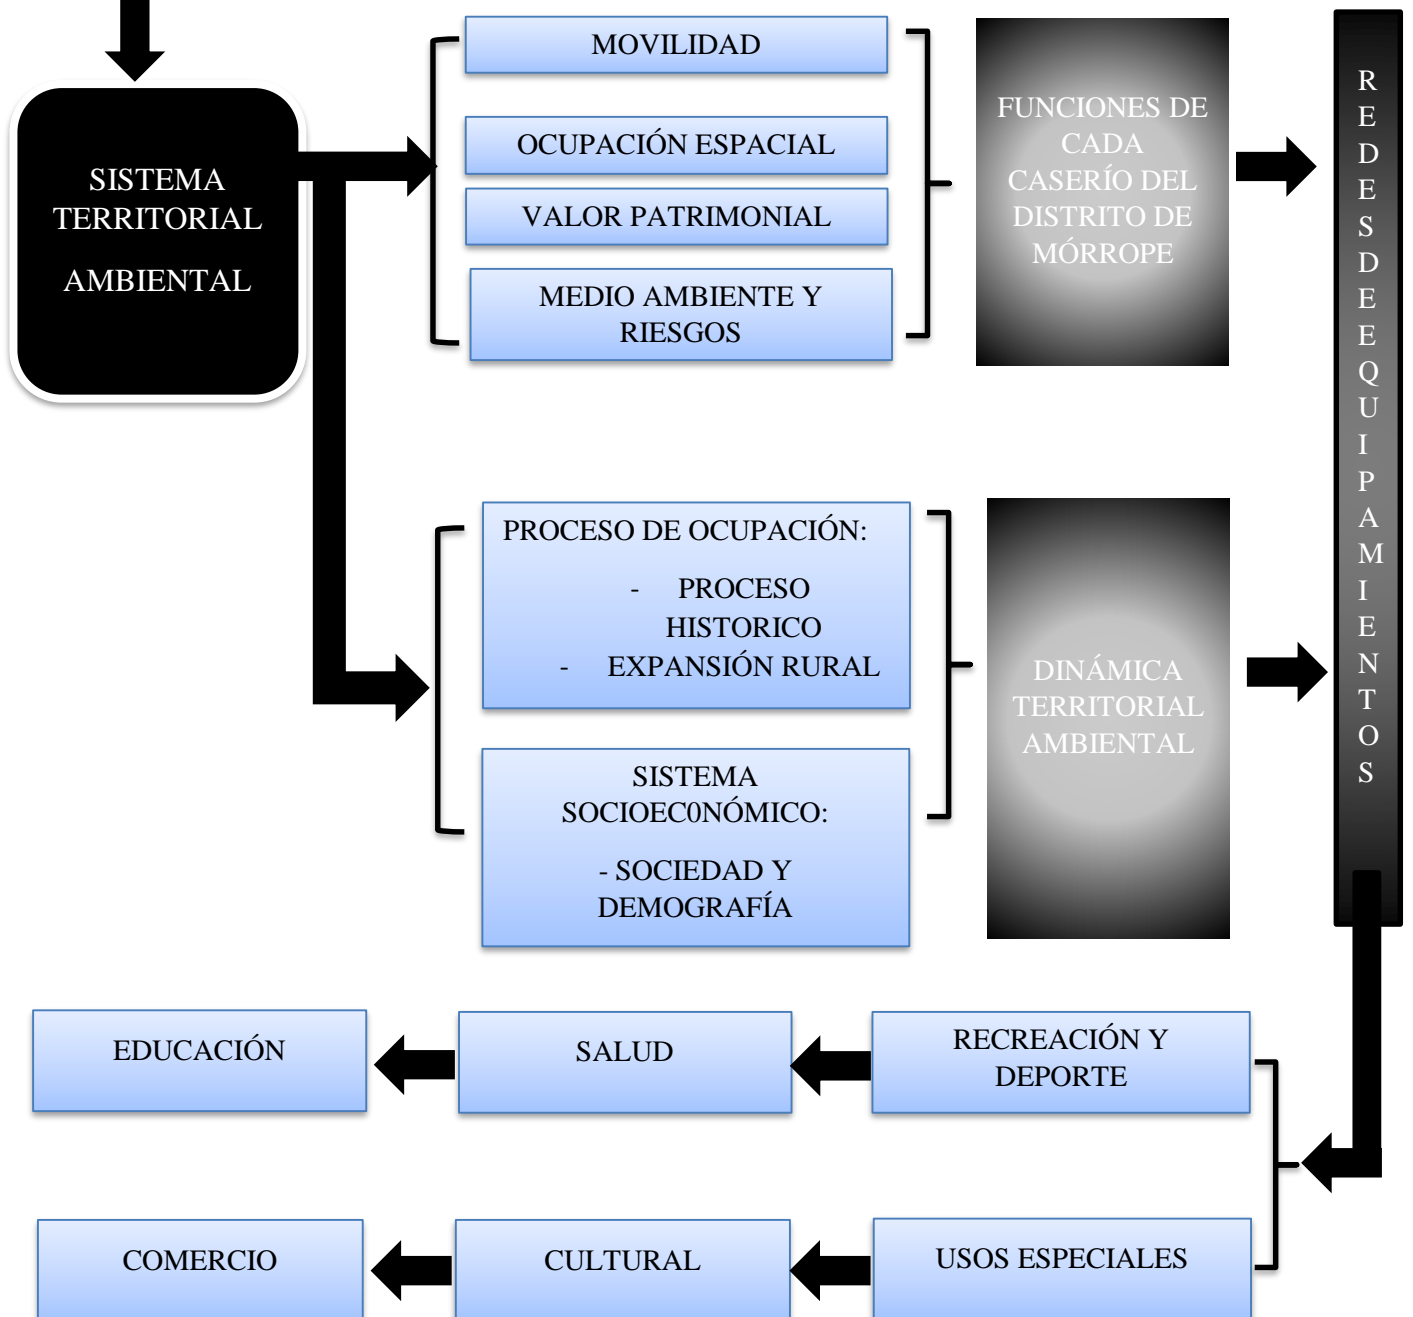 SISTEMA
TERRITORIAL
AMBIENTAL
MOVILIDAD
OCUPACIÓN ESPACIAL
VALOR PATRIMONIAL
MEDIO AMBIENTE Y
RIESGOS
FUNCIONES DE
CADA
CASERÍO DEL
DISTRITO DE
MÓRROPE
PROCESO DE OCUPACIÓN:
- PROCESO
HISTORICO
- EXPANSIÓN RURAL
SISTEMA
SOCIOEC0NÓMICO:
- SOCIEDAD Y
DEMOGRAFÍA
DINÁMICA
TERRITORIAL
AMBIENTAL
R
E
D
E
S
D
E
E
Q
U
I
P
A
M
I
E
N
T
O
S
EDUCACIÓN
SALUD
RECREACIÓN Y
DEPORTE
COMERCIO
CULTURAL
USOS ESPECIALES